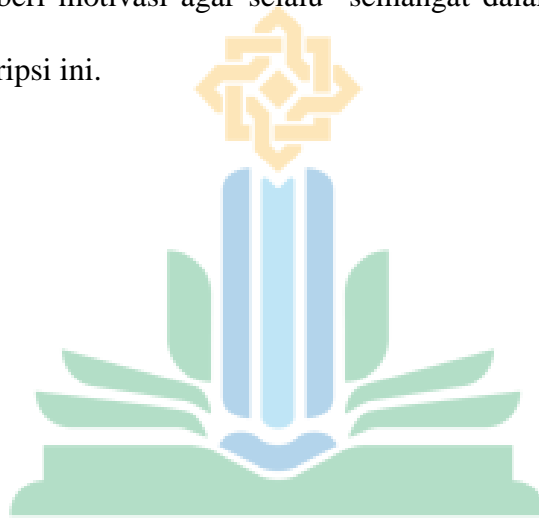 beri motivasi agar selalu semangat dala
ripsi ini.